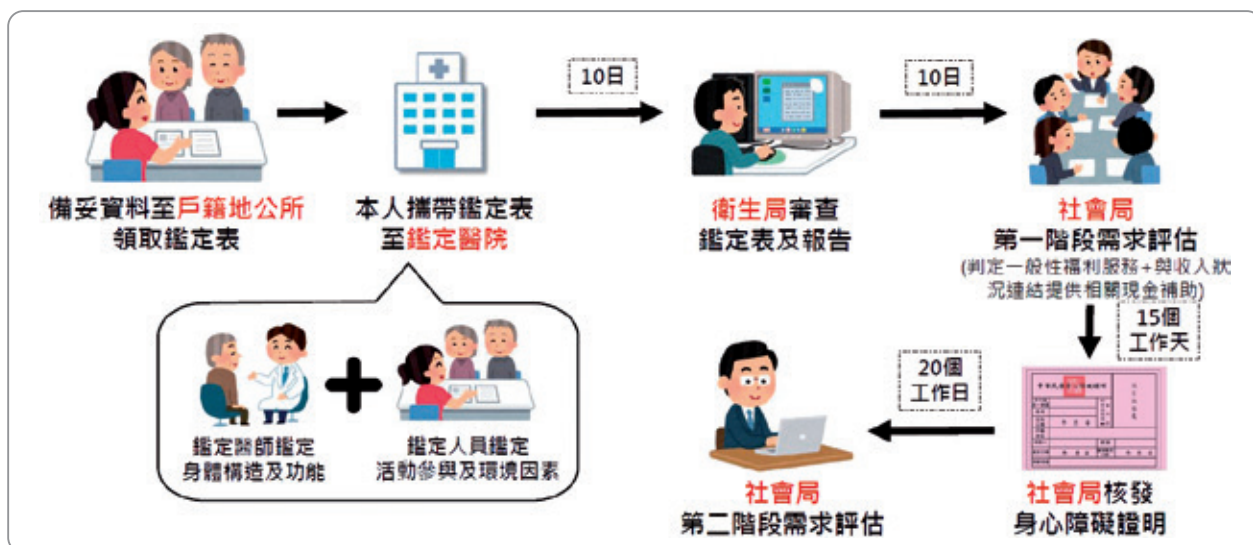 備妥資料至戶籍地公所
領取鑑定表
本人攜帶鑑定表
至鑑定醫院
10日
衛生局審查
鑑定表及報告
10日
社會局
第一階段需求評估
(判定一般性福利服務+與收入狀
況連結提供相關現金補助)
鑑定醫師鑑定
身體構造及功能
鑑定人員鑑定
活動參與及環境因素
15個
工作天
社會局核發
身心障礙證明
20個
工作日
社會局
第二階段需求評估